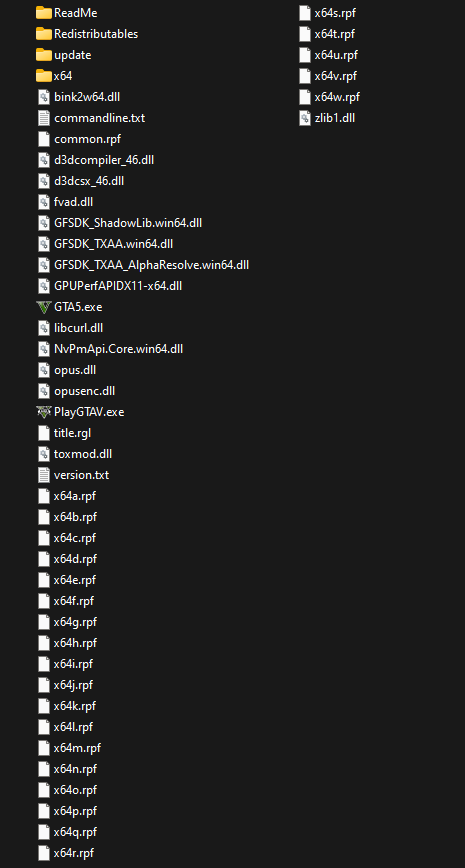 ReadMe
Redistributables
update
x64
bink2w64.dll
commandline.txt
common.rpf
d3dcompiler_46.dll
d3dcsx_46.dll
fvad.dll
GFSDK_ShadowLib.win64.dll
GFSDK_TXAA.win64.dll
GFSDK_TXAA_AlphaResolve.win64.dll
GPUPerfAPIDX11-x64.dll
GTA5.exe
libcurl.dll
NvPmApi.Core.win64.dll
opus.dll
opusenc.dll
PlayGTAV.exe
title.rgl
toxmod.dll
version.txt
x64a.rpf
x64b.rpf
x64c.rpf
x64d.rpf
x64e.rpf
x64f.rpf
x64g.rpf
x64h.rpf
x64i.rpf
x64j.rpf
x64k.rpf
x64l.rpf
x64m.rpf
x64n.rpf
x64o.rpf
x64p.rpf
x64q.rpf
x64r.rpf
x64s.rpf
x64t.rpf
x64u.rpf
x64v.rpf
x64w.rpf
zlib1.dll